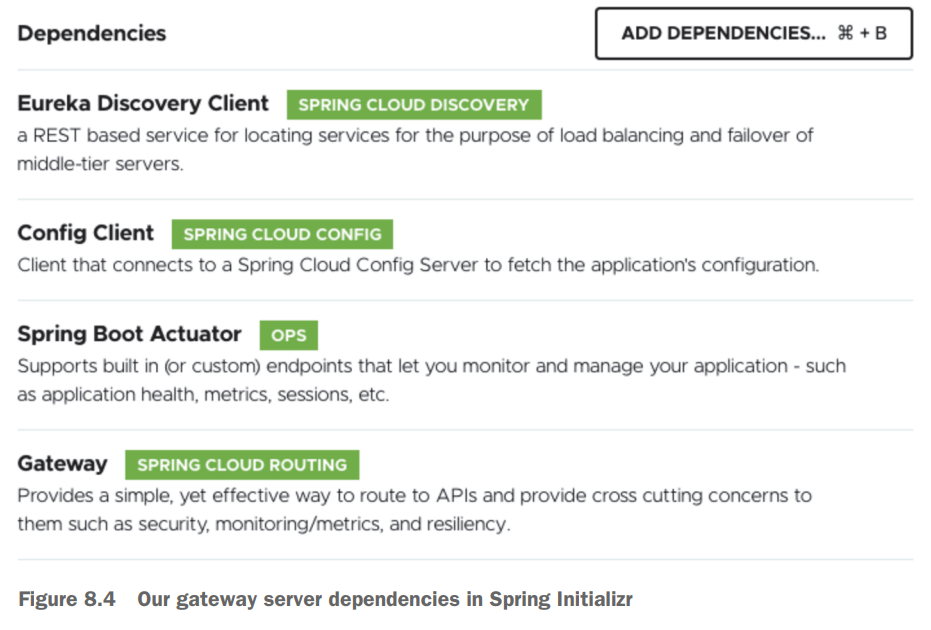 Dependencies
ADD DEPENDENCIES... ⌘ + B
Eureka Discovery Client SPRING CLOUD DISCOVERY
a REST based service for locating services for the purpose of load balancing and failover of
middle-tier servers.
Config Client SPRING CLOUD CONFIG
Client that connects to a Spring Cloud Config Server to fetch the application's configuration.
Spring Boot Actuator OPS
Supports built in (or custom) endpoints that let you monitor and manage your application - such
as application health, metrics, sessions, etc.
Gateway SPRING CLOUD ROUTING
Provides a simple, yet effective way to route to APIs and provide cross cutting concerns to
them such as security, monitoring/metrics, and resiliency.
Figure 8.4 Our gateway server dependencies in Spring Initializr